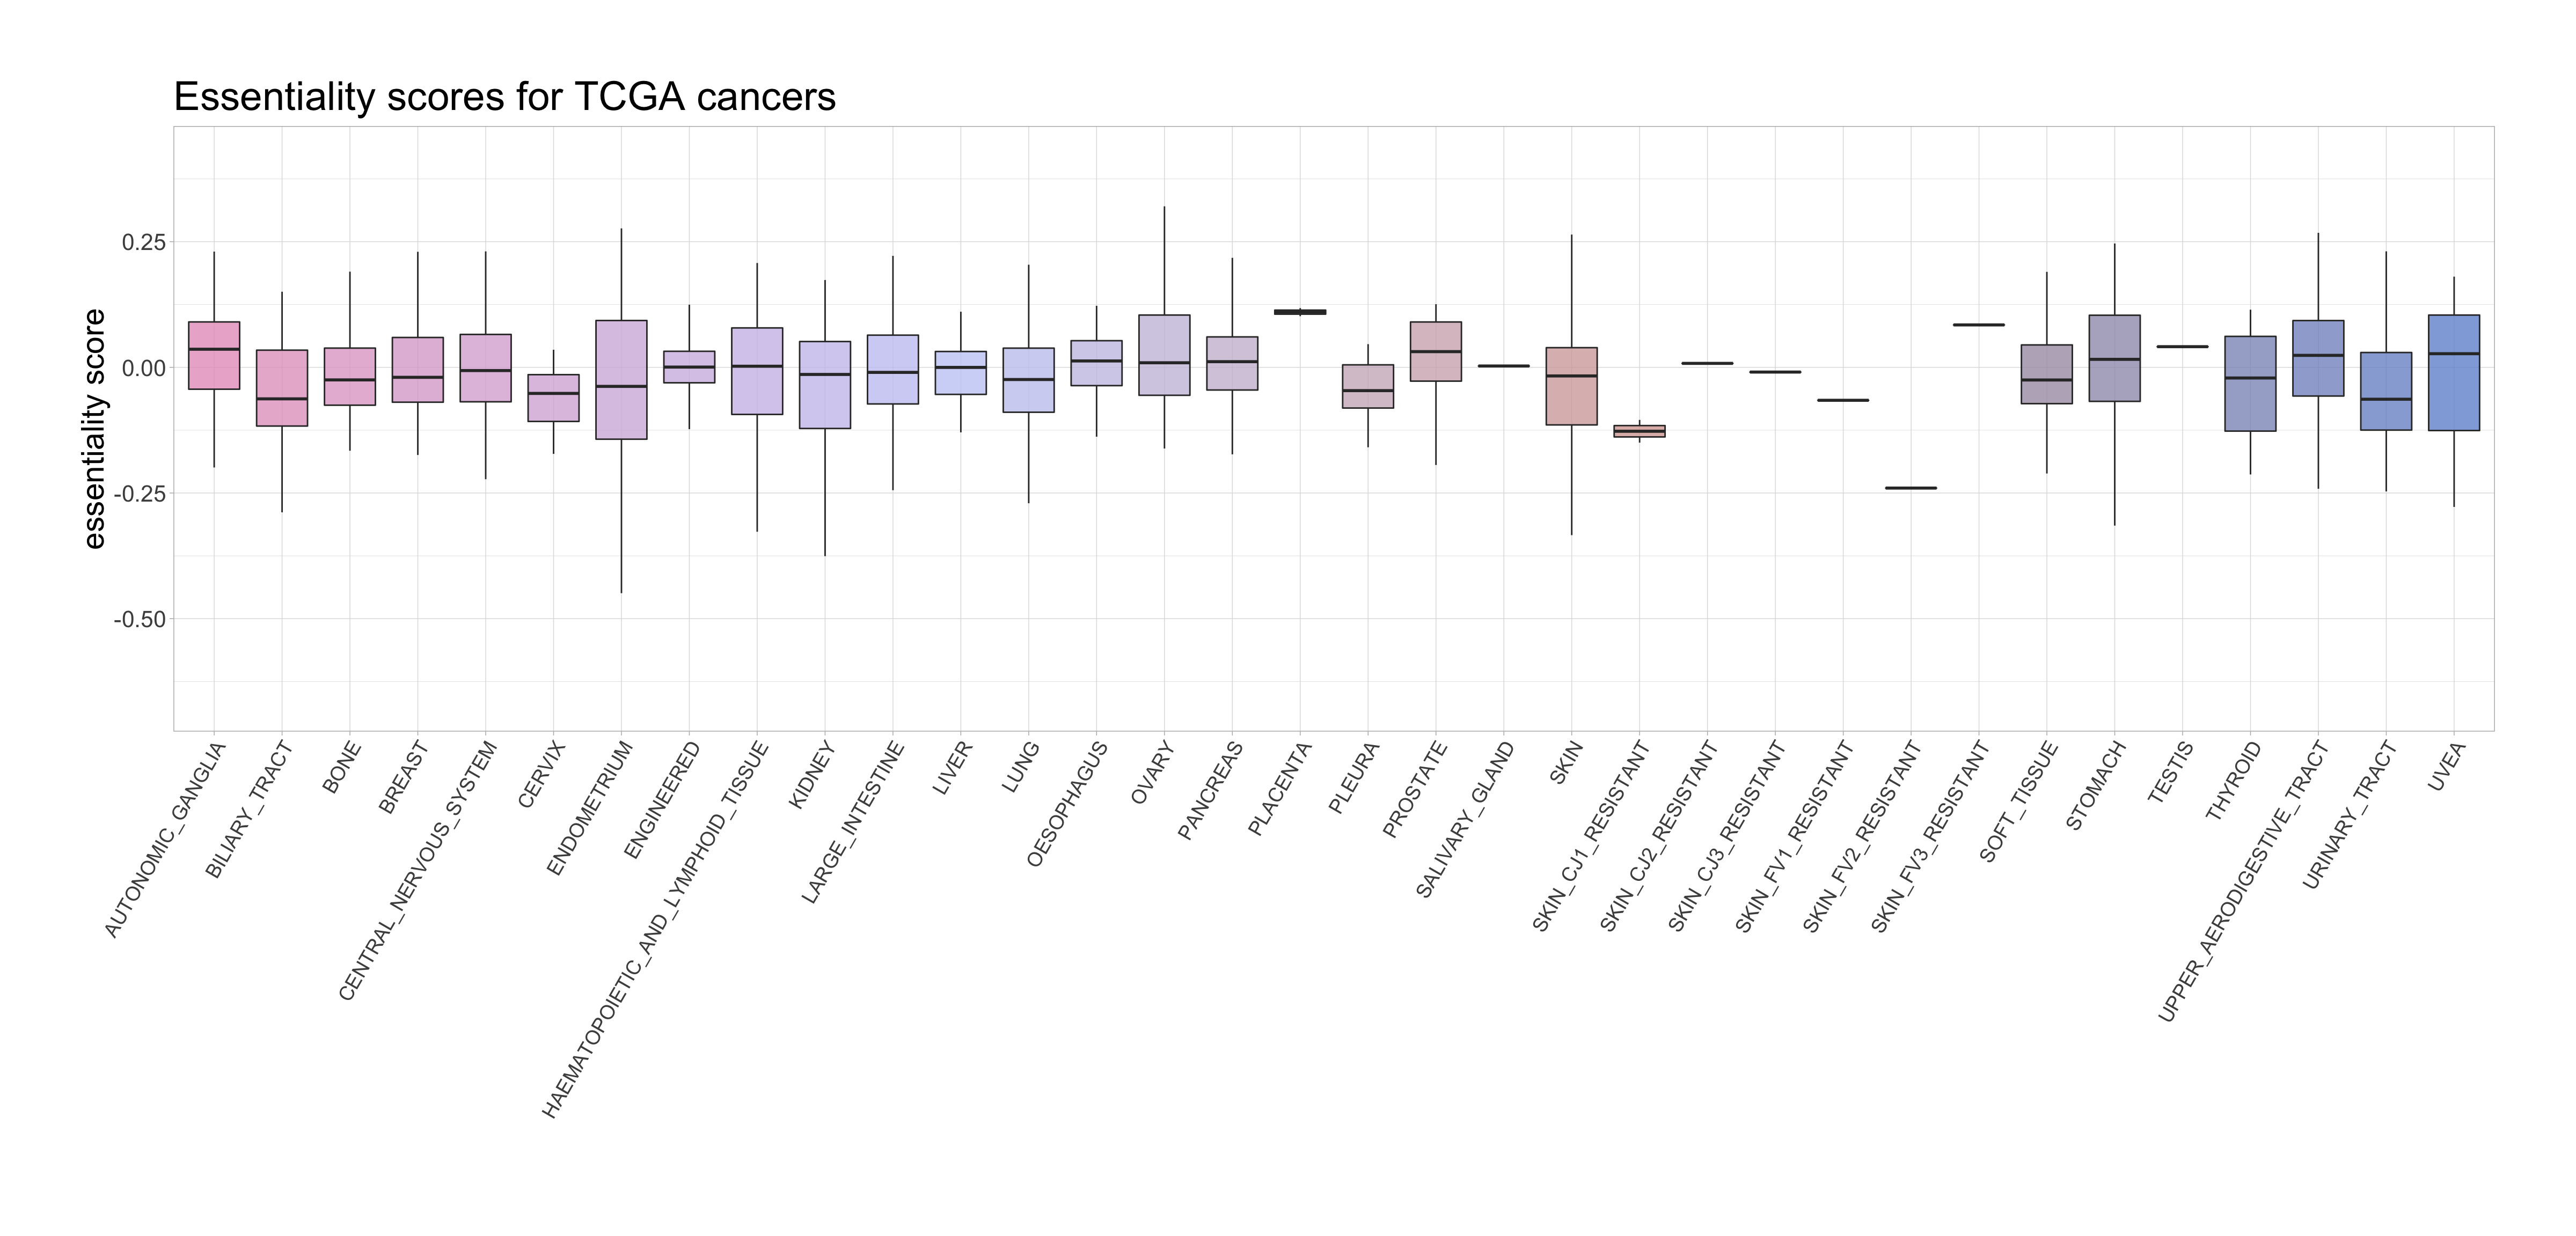 Essentiality scores for TCGA cancers
essentiality score
0.25
0.00
-0.25
-0.50
AUTONOMIC_GANGLIA
BILIARY_TRACT
BONE
BREAST
CENTRAL_NERVOUS_SYSTEM
CERVIX
ENDOMETRIUM
ENGINEERED
HAEMATOPOIETIC_AND_LYMPHOID_TISSUE
KIDNEY
LARGE_INTESTINE
LIVER
LUNG
OESOPHAGUS
OVARY
PANCREAS
PLACENTA
PLEURA
PROSTATE
SALIVARY_GLAND
SKIN
SKIN_CJ1_RESISTANT
SKIN_CJ2_RESISTANT
SKIN_CJ3_RESISTANT
SKIN_FV1_RESISTANT
SKIN_FV2_RESISTANT
SKIN_FV3_RESISTANT
SOFT_TISSUE
STOMACH
TESTIS
THYROID
UPPER_AERODIGESTIVE_TRACT
URINARY_TRACT
UVEA